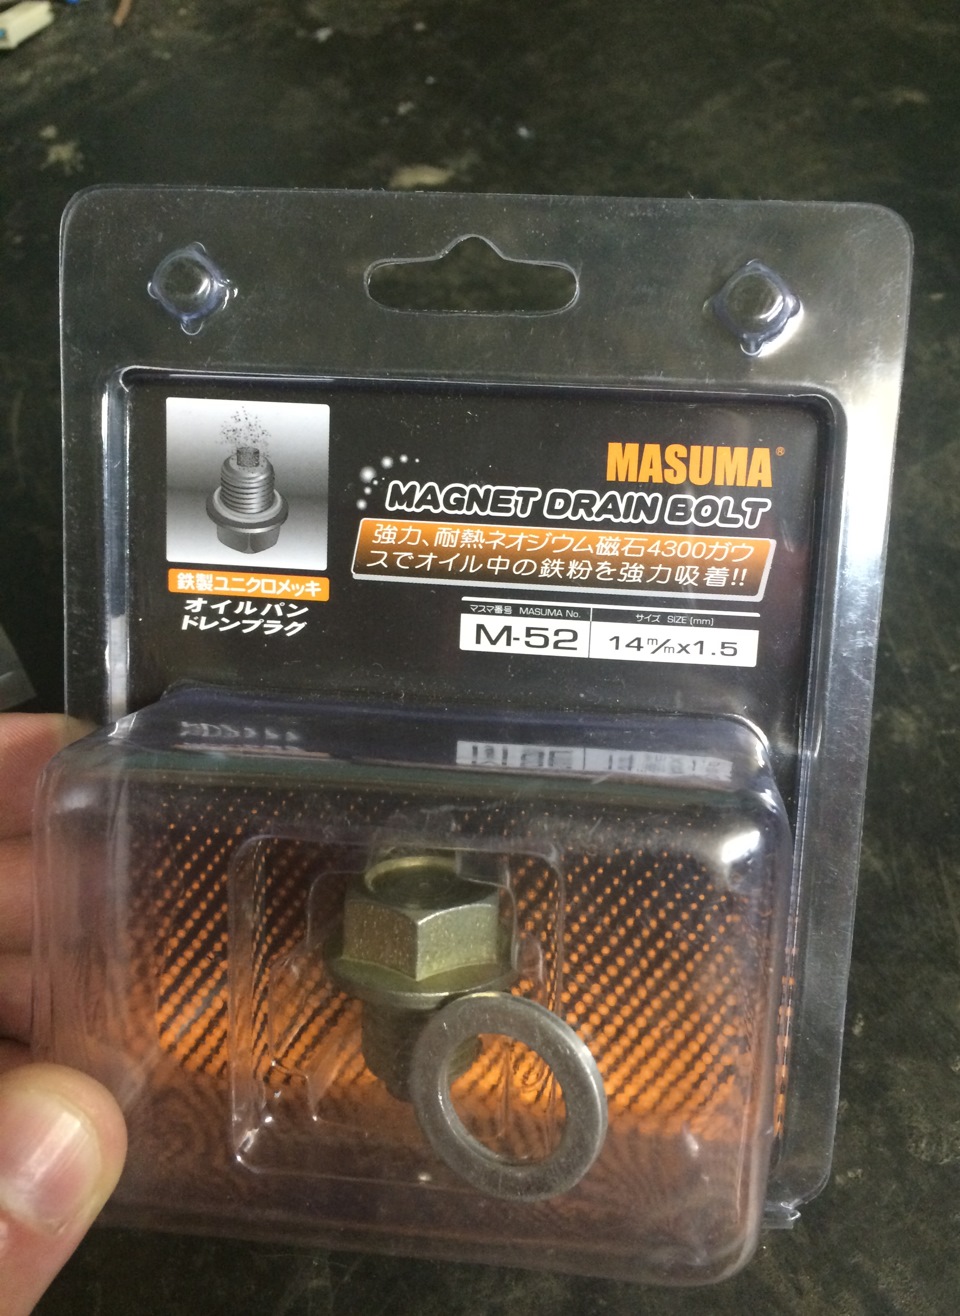 MASUMA®
MAGNET DRAIN BOLT
強力、耐熱ネオジウム磁石4300ガウ
スでオイル中の鉄粉を強力吸着!!
鉄製ユニクロメッキ
オイルパン
ドレンプラグ
マスマ番号 MASUMA No.
サイズ SIZE (mm)
M-52
14m/m×1.5